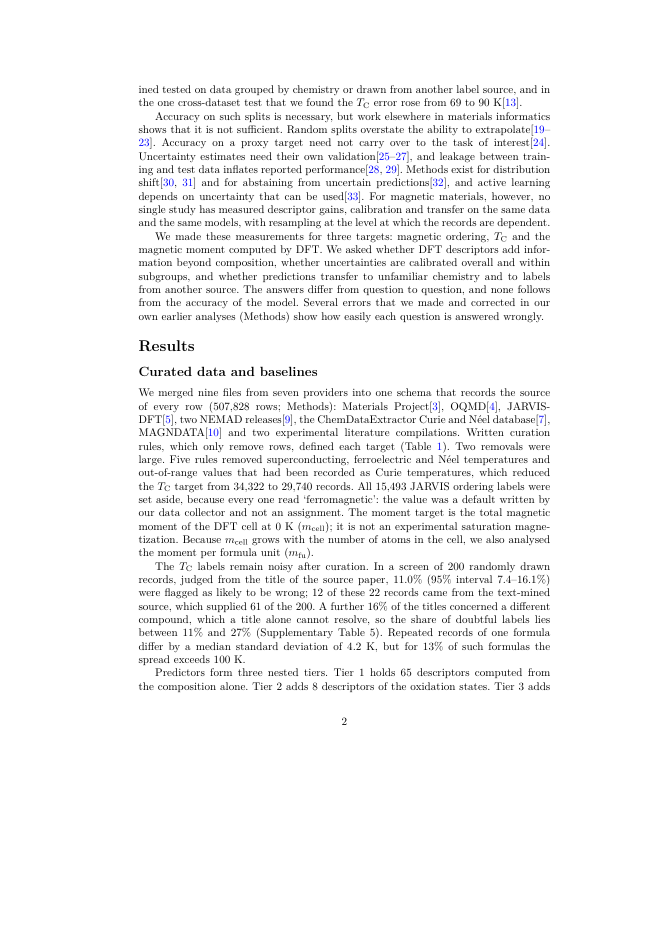 ined tested on data grouped by chemistry or drawn from another label source, and in
the one cross-dataset test that we found the TC error rose from 69 to 90 K[13].
Accuracy on such splits is necessary, but work elsewhere in materials informatics
shows that it is not sufficient. Random splits overstate the ability to extrapolate[19–
23]. Accuracy on a proxy target need not carry over to the task of interest[24].
Uncertainty estimates need their own validation[25–27], and leakage between train-
ing and test data inflates reported performance[28, 29]. Methods exist for distribution
shift[30, 31] and for abstaining from uncertain predictions[32], and active learning
depends on uncertainty that can be used[33]. For magnetic materials, however, no
single study has measured descriptor gains, calibration and transfer on the same data
and the same models, with resampling at the level at which the records are dependent.
We made these measurements for three targets: magnetic ordering, TC and the
magnetic moment computed by DFT. We asked whether DFT descriptors add infor-
mation beyond composition, whether uncertainties are calibrated overall and within
subgroups, and whether predictions transfer to unfamiliar chemistry and to labels
from another source. The answers differ from question to question, and none follows
from the accuracy of the model. Several errors that we made and corrected in our
own earlier analyses (Methods) show how easily each question is answered wrongly.
Results
Curated data and baselines
We merged nine files from seven providers into one schema that records the source
of every row (507,828 rows; Methods): Materials Project[3], OQMD[4], JARVIS-
DFT[5], two NEMAD releases[9], the ChemDataExtractor Curie and Néel database[7],
MAGNDATA[10] and two experimental literature compilations. Written curation
rules, which only remove rows, defined each target (Table 1). Two removals were
large. Five rules removed superconducting, ferroelectric and Néel temperatures and
out-of-range values that had been recorded as Curie temperatures, which reduced
the TC target from 34,322 to 29,740 records. All 15,493 JARVIS ordering labels were
set aside, because every one read ‘ferromagnetic’: the value was a default written by
our data collector and not an assignment. The moment target is the total magnetic
moment of the DFT cell at 0 K (mcell); it is not an experimental saturation magne-
tization. Because mcell grows with the number of atoms in the cell, we also analysed
the moment per formula unit (mfu).
The TC labels remain noisy after curation. In a screen of 200 randomly drawn
records, judged from the title of the source paper, 11.0% (95% interval 7.4–16.1%)
were flagged as likely to be wrong; 12 of these 22 records came from the text-mined
source, which supplied 61 of the 200. A further 16% of the titles concerned a different
compound, which a title alone cannot resolve, so the share of doubtful labels lies
between 11% and 27% (Supplementary Table 5). Repeated records of one formula
differ by a median standard deviation of 4.2 K, but for 13% of such formulas the
spread exceeds 100 K.
Predictors form three nested tiers. Tier 1 holds 65 descriptors computed from
the composition alone. Tier 2 adds 8 descriptors of the oxidation states. Tier 3 adds
2